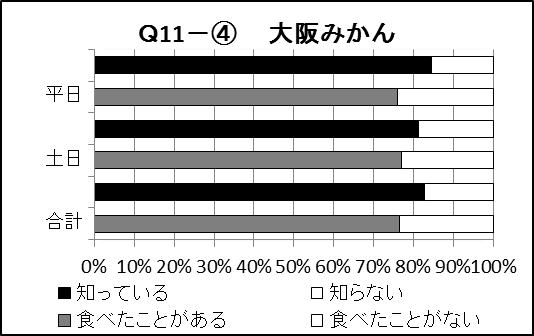 Q11－④　大阪みかん
平日
土日
合計
0% 10% 20% 30% 40% 50% 60% 70% 80% 90% 100%
知っている　知らない
食べたことがある　食べたことがない